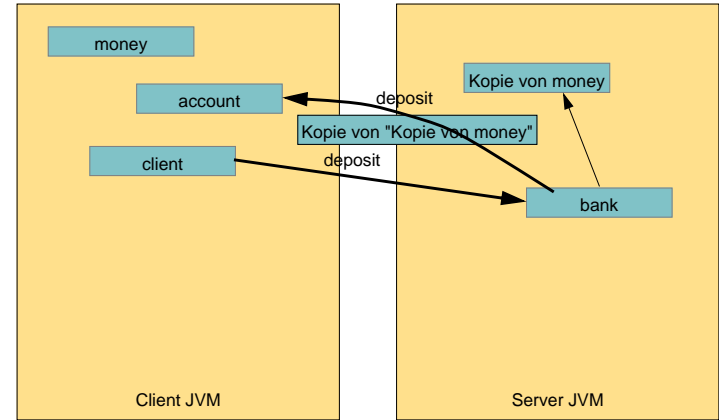 money
account
deposit
Kopie von money
Kopie von "Kopie von money"
client
deposit
bank
Client JVM
Server JVM